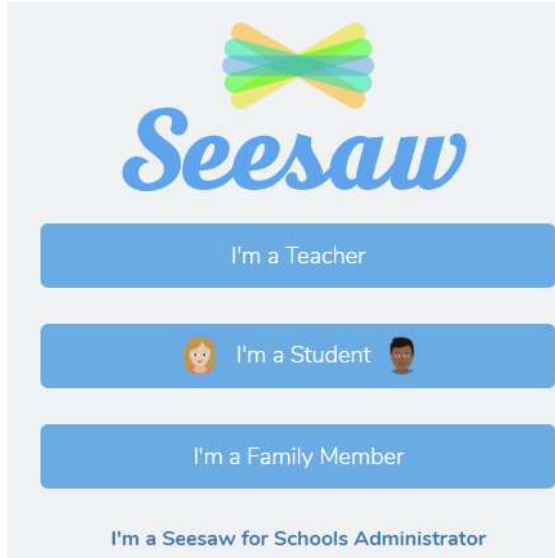 Seesaw
I'm a Teacher
I'm a Student
I'm a Family Member
I'm a Seesaw for Schools Administrator